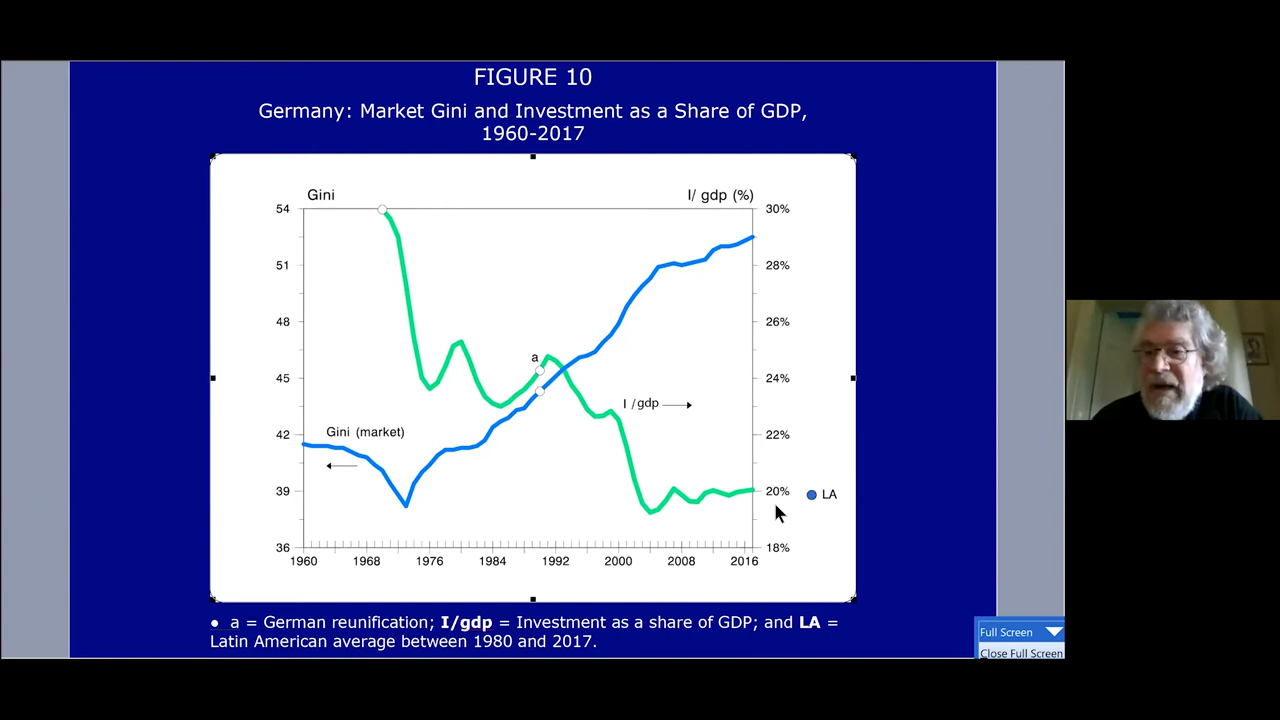 FIGURE 10
Germany: Market Gini and Investment as a Share of GDP,
1960-2017
Gini
I/ gdp (%)
54
30%
51
28%
48
26%
a
45
24%
I /gdp
Gini (market)
42
22%
39
20%
LA
36
18%
1960 1968 1976 1984 1992 2000 2008 2016
● a = German reunification; I/gdp = Investment as a share of GDP; and LA =
Latin American average between 1980 and 2017.
Full Screen
Close Full Screen